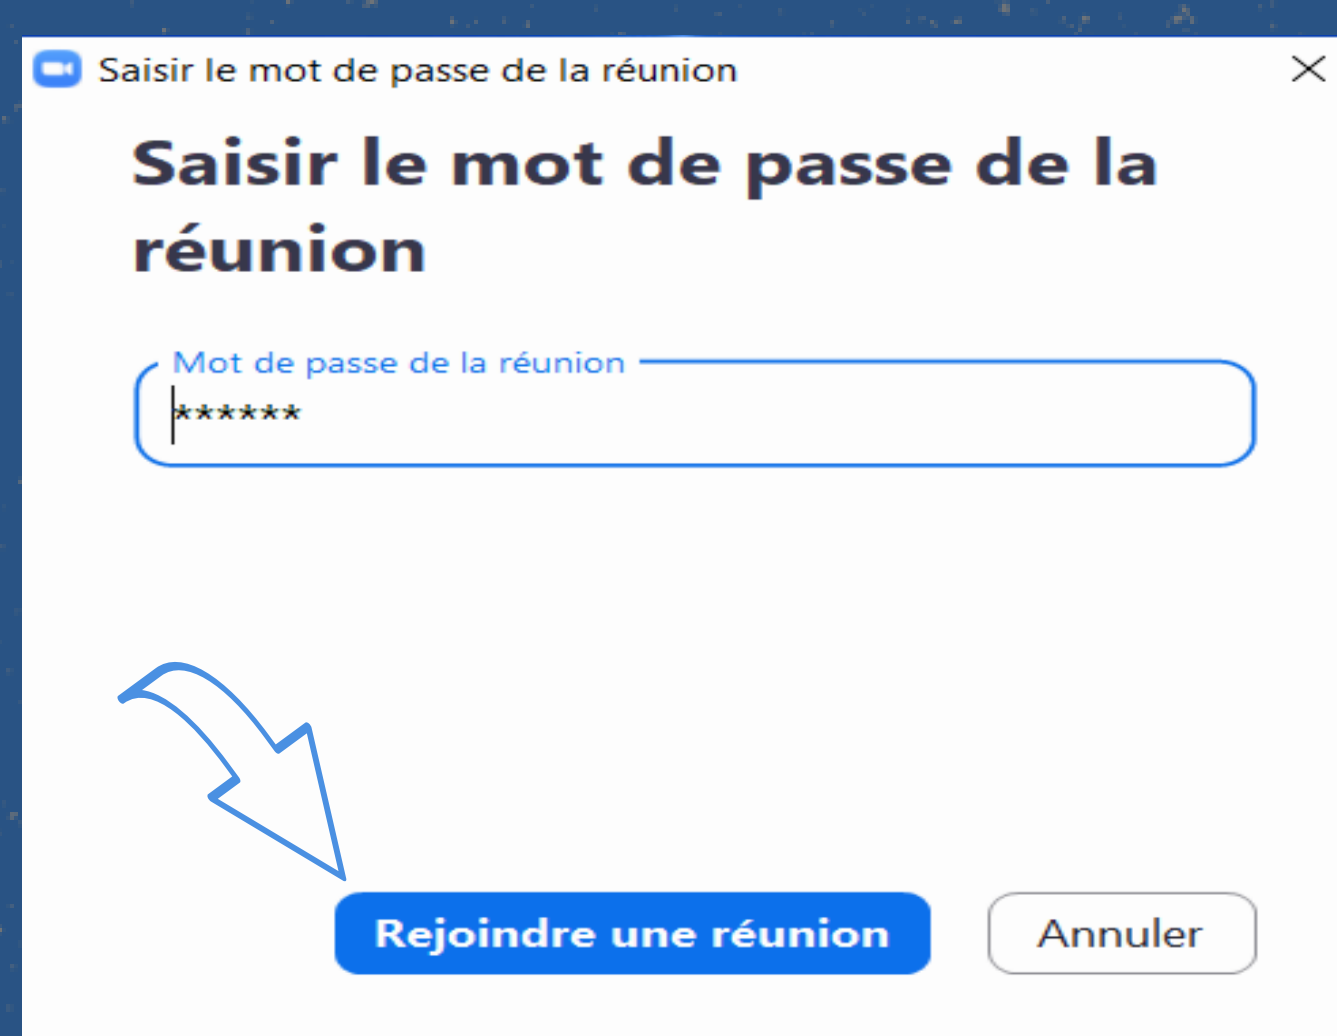 Saisir le mot de passe de la réunion
Saisir le mot de passe de la
réunion
Mot de passe de la réunion
******
Rejoindre une réunion
Annuler